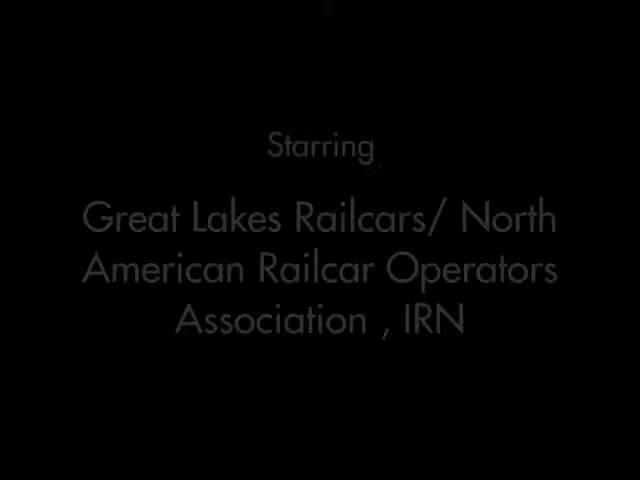 Starring
Great Lakes Railcars/ North
American Railcar Operators
Association , IRN